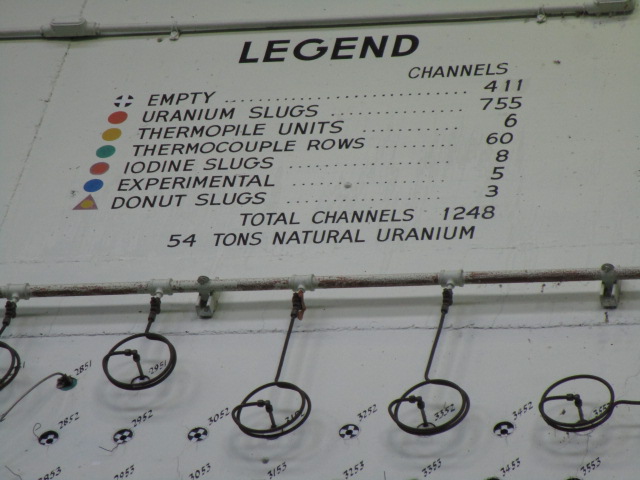 LEGEND
CHANNELS
EMPTY .............................. 411
URANIUM SLUGS .................. 755
THERMOPILE UNITS ............... 6
THERMOCOUPLE ROWS ........... 60
IODINE SLUGS .................... 8
EXPERIMENTAL .................... 5
DONUT SLUGS .................... 3
TOTAL CHANNELS 1248
54 TONS NATURAL URANIUM
2851 2951
2852 2952 3052 3252 3352 3452
2853 2953 3053 3153 3253 3353 3453